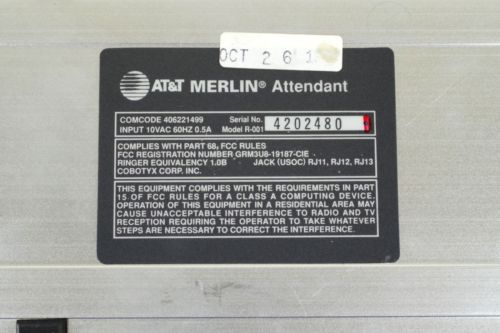 OCT 26 1
AT&T MERLIN® Attendant
COMCODE 406221499 Serial No. 4202480
INPUT 10VAC 60HZ 0.5A Model R-001
COMPLIES WITH PART 68, FCC RULES
FCC REGISTRATION NUMBER GRM3U8-19187-CIE
RINGER EQUIVALENCY 1.0B JACK (USOC) RJ11, RJ12, RJ13
COBOTYX CORP. INC.
THIS EQUIPMENT COMPLIES WITH THE REQUIREMENTS IN PART
15 OF FCC RULES FOR A CLASS A COMPUTING DEVICE.
OPERATION OF THIS EQUIPMENT IN A RESIDENTIAL AREA MAY
CAUSE UNACCEPTABLE INTERFERENCE TO RADIO AND TV
RECEPTION REQUIRING THE OPERATOR TO TAKE WHATEVER
STEPS ARE NECESSARY TO CORRECT THE INTERFERENCE.